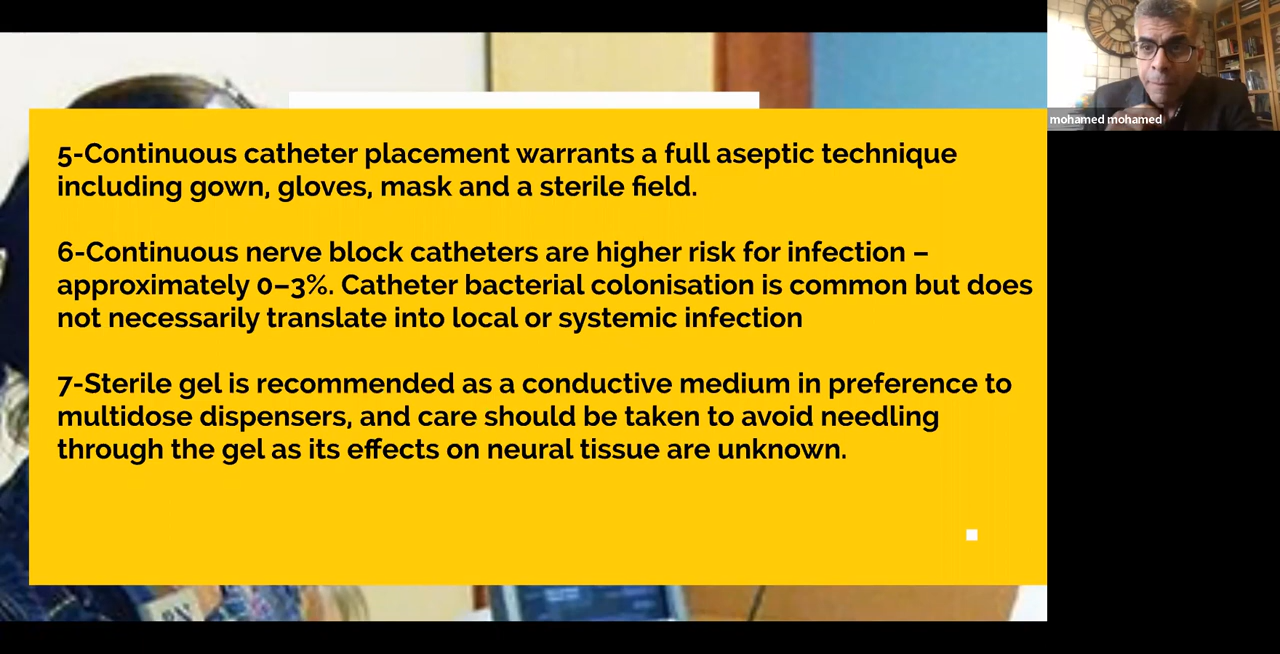 5-Continuous catheter placement warrants a full aseptic technique
including gown, gloves, mask and a sterile field.
6-Continuous nerve block catheters are higher risk for infection –
approximately 0–3%. Catheter bacterial colonisation is common but does
not necessarily translate into local or systemic infection
7-Sterile gel is recommended as a conductive medium in preference to
multidose dispensers, and care should be taken to avoid needling
through the gel as its effects on neural tissue are unknown.
mohamed mohamed